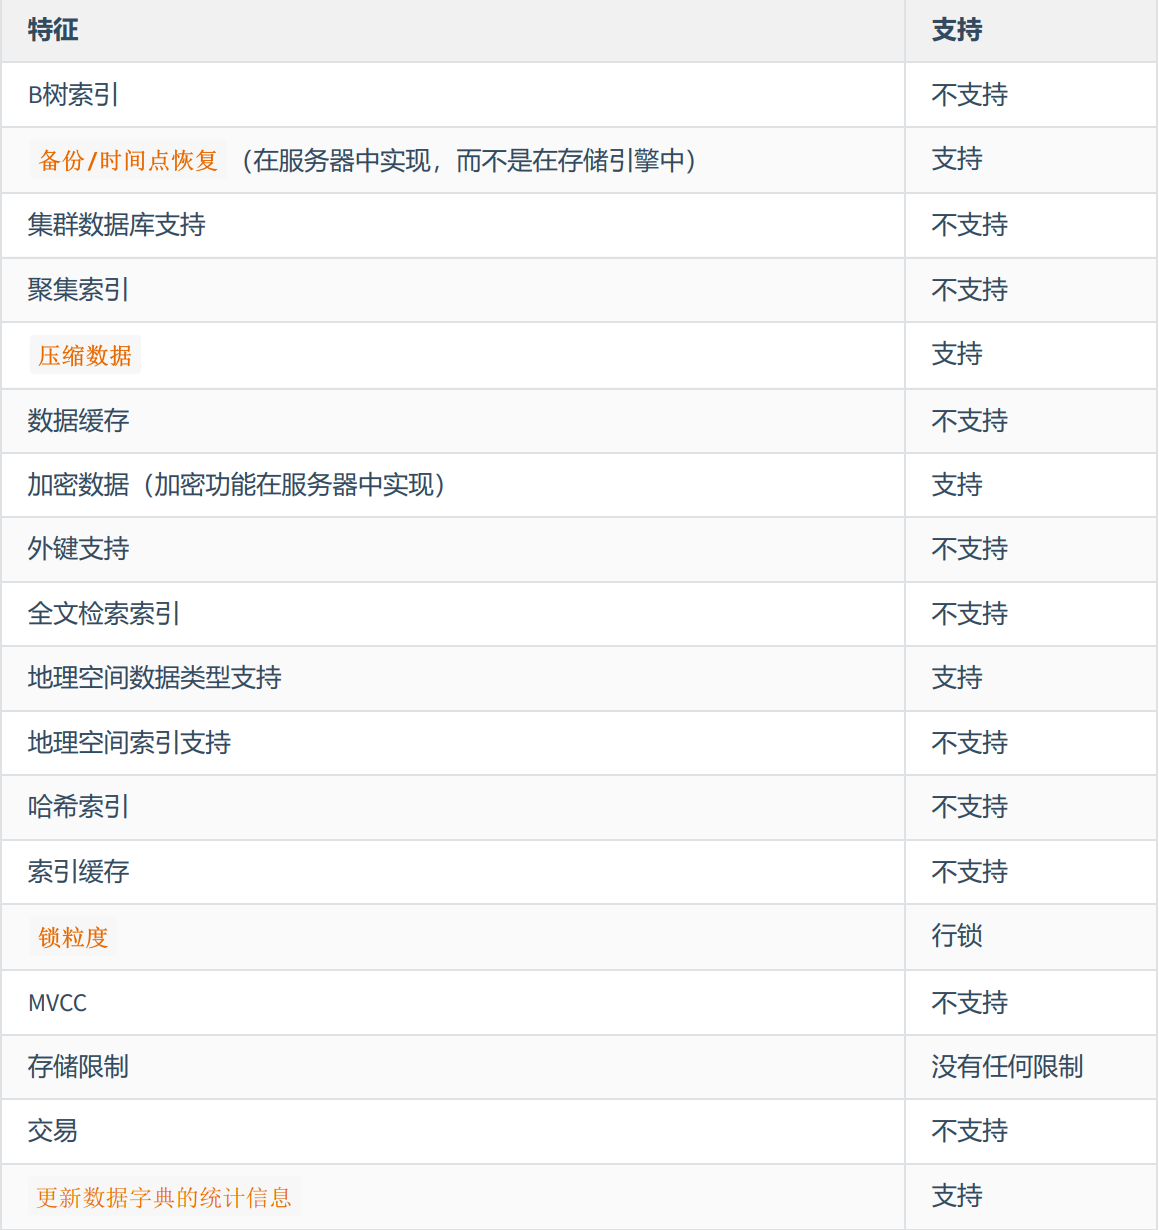 特征 支持
B树索引 不支持
备份/时间点恢复（在服务器中实现，而不是在存储引擎中） 支持
集群数据库支持 不支持
聚集索引 不支持
压缩数据 支持
数据缓存 不支持
加密数据（加密功能在服务器中实现） 支持
外键支持 不支持
全文检索索引 不支持
地理空间数据类型支持 支持
地理空间索引支持 不支持
哈希索引 不支持
索引缓存 不支持
锁粒度 行锁
MVCC 不支持
存储限制 没有任何限制
交易 不支持
更新数据字典的统计信息 支持